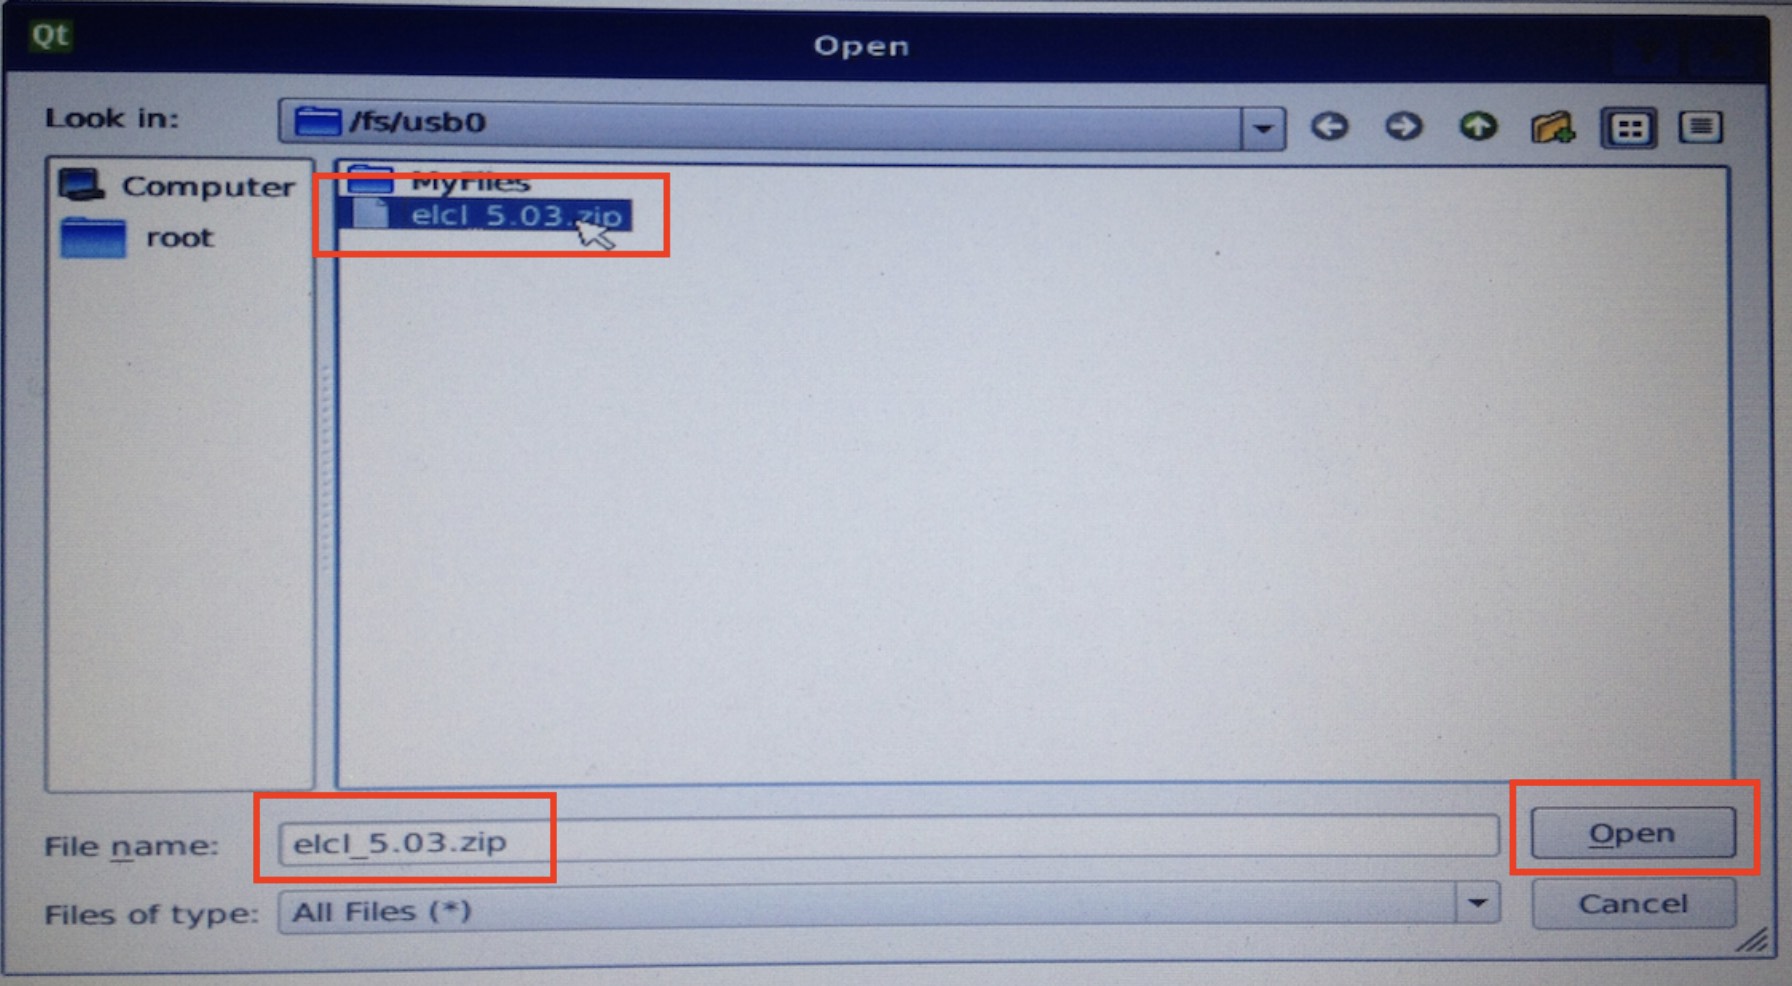 Qt
Open
Look in:
/fs/usb0
Computer
root
MyFiles
elcl_5.03.zip
File name:
elcl_5.03.zip
Open
Files of type:
All Files (*)
Cancel